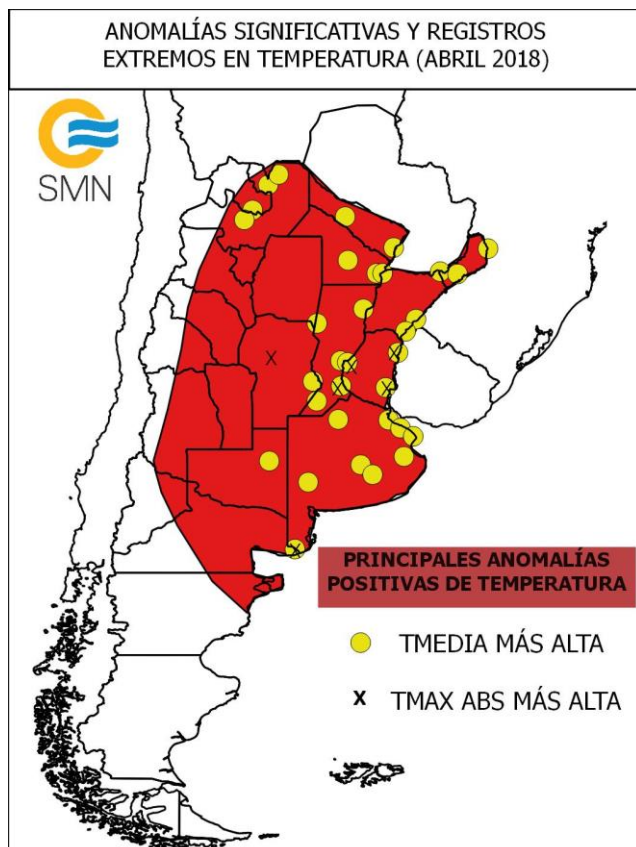 ANOMALÍAS SIGNIFICATIVAS Y REGISTROS
EXTREMOS EN TEMPERATURA (ABRIL 2018)
SMN
PRINCIPALES ANOMALÍAS
POSITIVAS DE TEMPERATURA
TMEDIA MÁS ALTA
X TMAX ABS MÁS ALTA